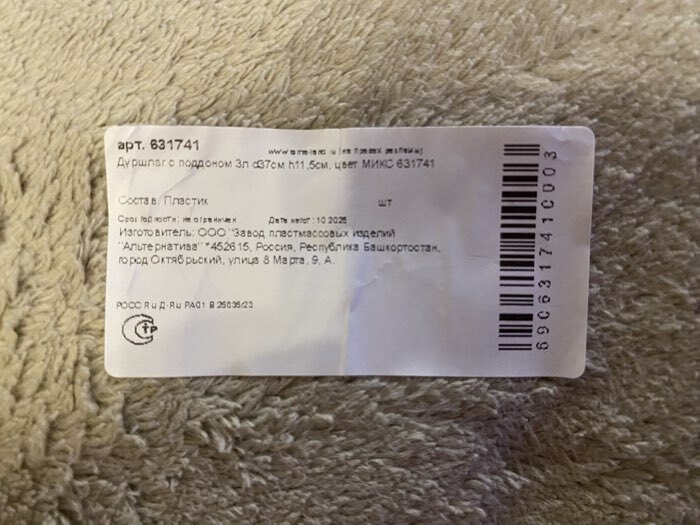 арт. 631741
www.sima-land.ru (на правах рекламы)
Дуршлаг с поддоном 3л d37см h11,5см, цвет МИКС 631741
Состав: Пластик
шт
Срок годности: не ограничен Дата изгот.: 10.2025
Изготовитель: ООО "Завод пластмассовых изделий
"Альтернатива" *452615, Россия, Республика Башкортостан,
город Октябрьский, улица 8 Марта, 9, А.
РОСС RU Д-RU.РА01.В.26636/23
СТР
6906317410003